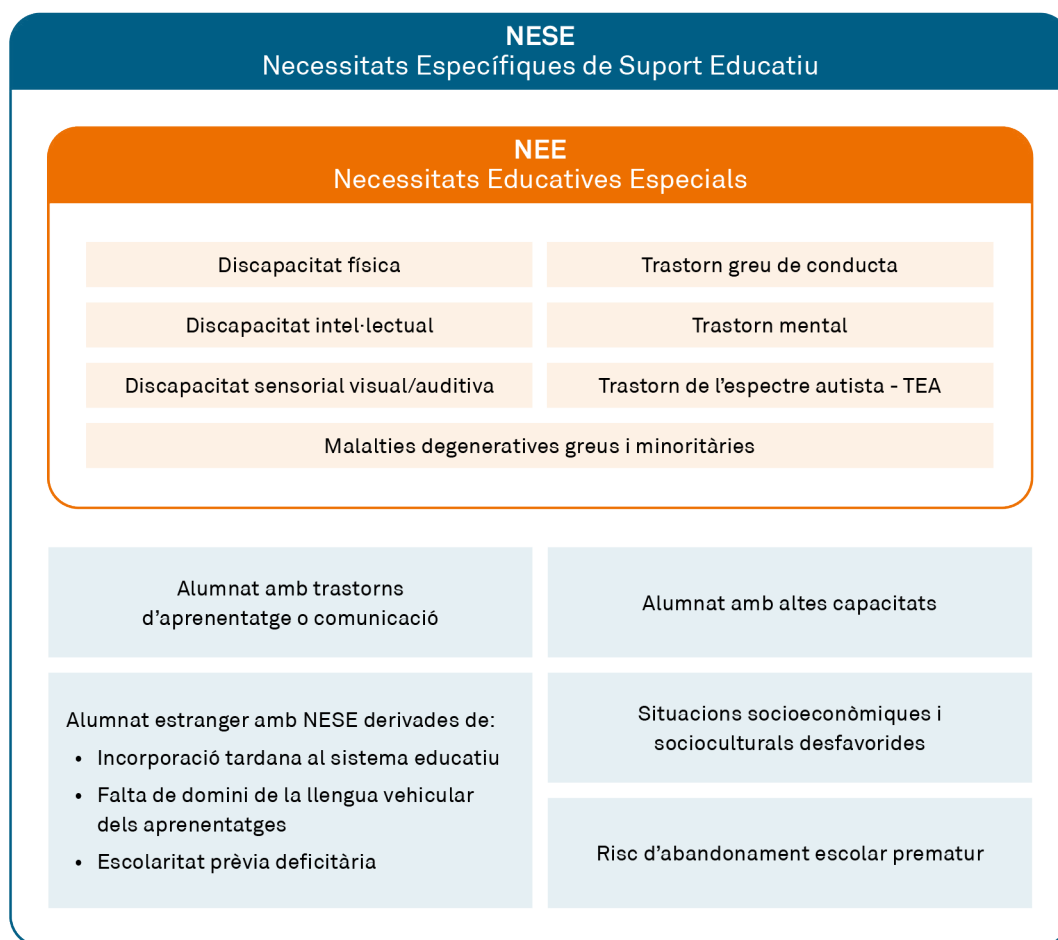 NESE
Necessitats Específiques de Suport Educatiu
NEE
Necessitats Educatives Especials
Discapacitat física
Trastorn greu de conducta
Discapacitat intel·lectual
Trastorn mental
Discapacitat sensorial visual/auditiva
Trastorn de l’espectre autista - TEA
Malalties degeneratives greus i minoritàries
Alumnat amb trastorns
d’aprenentatge o comunicació
Alumnat amb altes capacitats
Alumnat estranger amb NESE derivades de:
• Incorporació tardana al sistema educatiu
• Falta de domini de la llengua vehicular
dels aprenentatges
• Escolaritat prèvia deficitària
Situacions socioeconòmiques i
socioculturals desfavorides
Risc d’abandonament escolar prematur